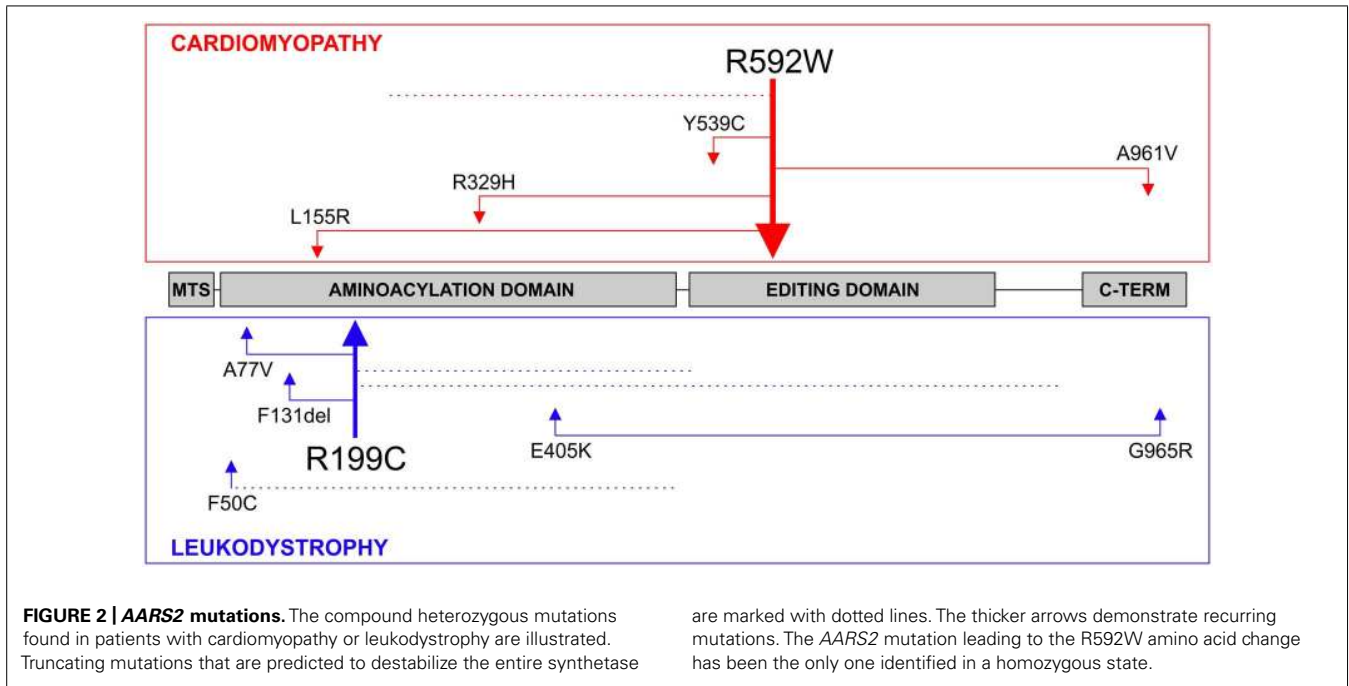 CARDIOMYOPATHY
R592W
Y539C
A961V
R329H
L155R
MTS AMINOACYLATION DOMAIN EDITING DOMAIN C-TERM
A77V
F131del
R199C E405K G965R
F50C
LEUKODYSTROPHY
FIGURE 2 | AARS2 mutations. The compound heterozygous mutations
found in patients with cardiomyopathy or leukodystrophy are illustrated.
Truncating mutations that are predicted to destabilize the entire synthetase
are marked with dotted lines. The thicker arrows demonstrate recurring
mutations. The AARS2 mutation leading to the R592W amino acid change
has been the only one identified in a homozygous state.